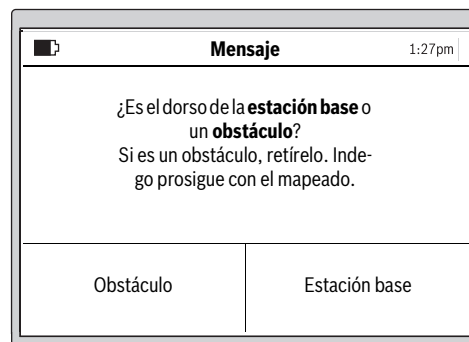 Mensaje 1:27pm
¿Es el dorso de la estación base o
un obstáculo?
Si es un obstáculo, retírelo. Inde-
go prosigue con el mapeado.
Obstáculo Estación base